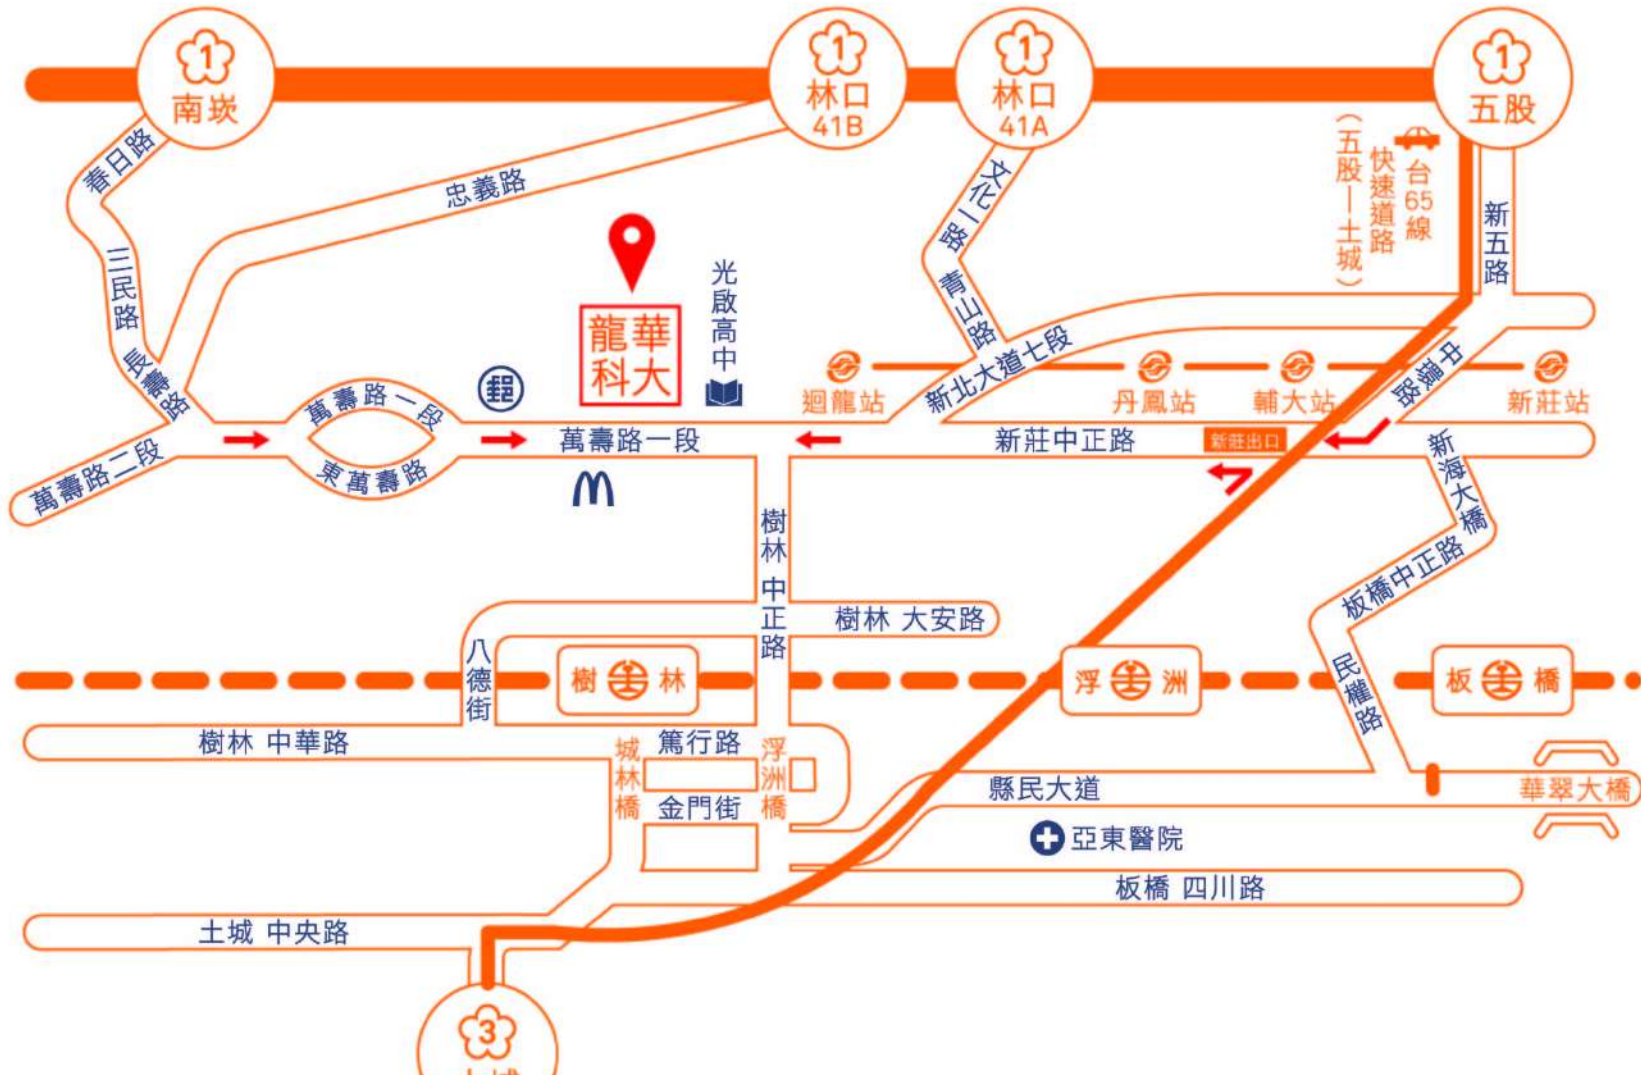 1
南崁
1
林口
41B
1
林口
41A
1
五股
春日路
忠義路
文化一路
台65線
快速道路
（五股－土城）
新五路
三民路
光啟高中
青山路
龍華
科大
長壽路
郵
新北大道七段
中環路
迴龍站
丹鳳站
輔大站
新莊站
萬壽路一段
萬壽路一段
新莊中正路
新莊出口
萬壽路二段
東萬壽路
新海大橋
樹林 中正路
板橋中正路
樹林 大安路
八德街
樹林
浮洲
板橋
民權路
樹林 中華路
城林橋
篤行路
浮洲橋
金門街
縣民大道
華翠大橋
亞東醫院
板橋 四川路
土城 中央路
3